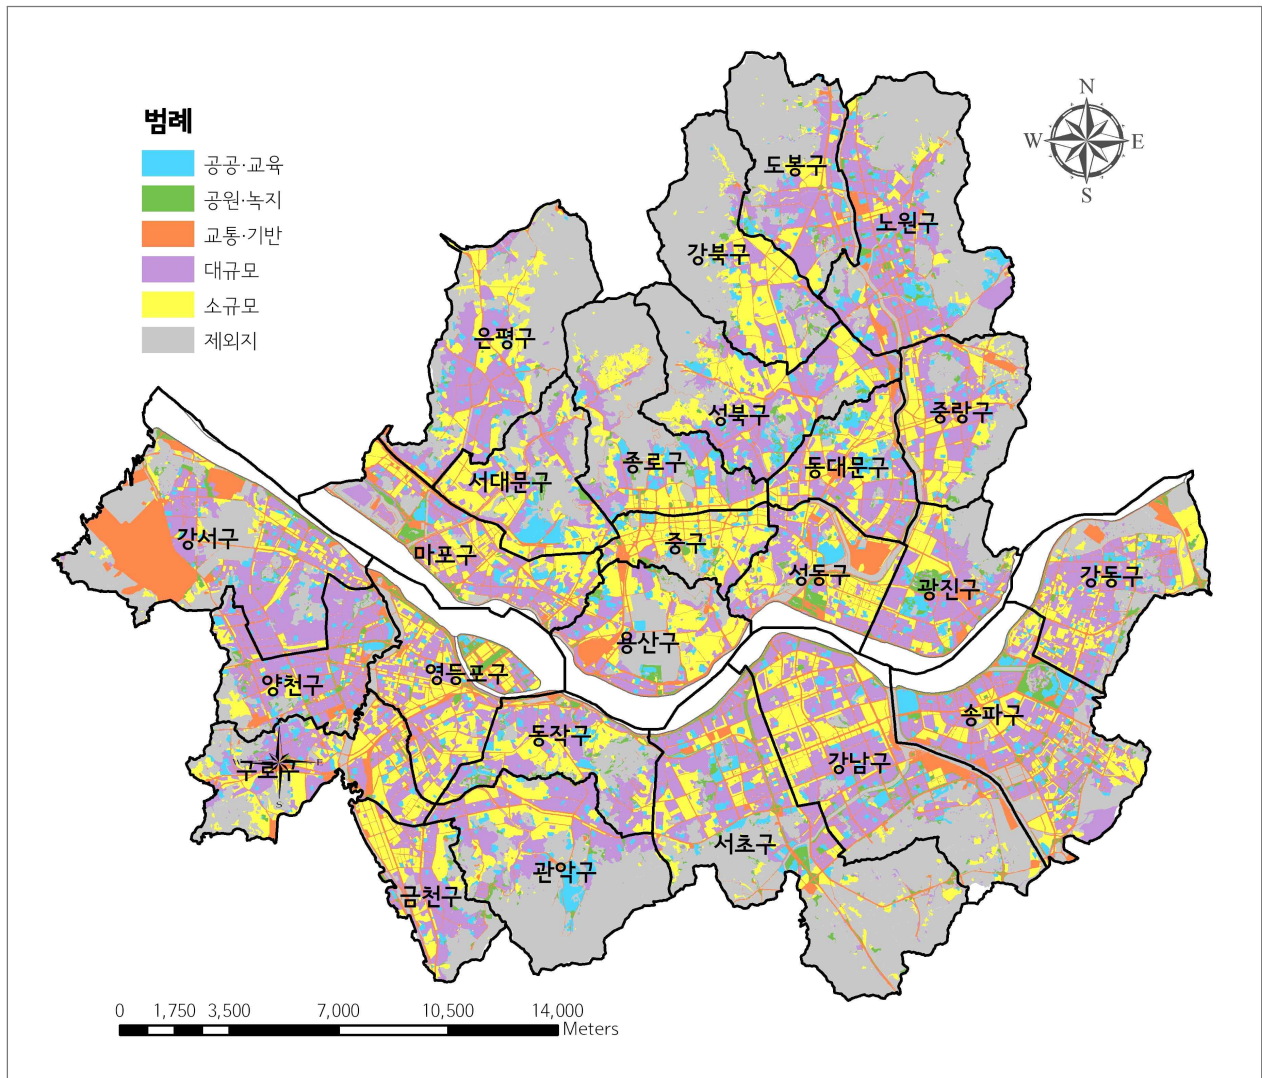 범례
공공·교육
공원·녹지
교통·기반
대규모
소규모
제외지
N
W E
S
도봉구
노원구
강북구
은평구
성북구
중랑구
종로구
동대문구
서대문구
강서구
중구
마포구
성동구
강동구
광진구
용산구
영등포구
양천구
송파구
동작구
강남구
구로구
W E
S
서초구
관악구
금천구
0 1,750 3,500 7,000 10,500 14,000
Meters